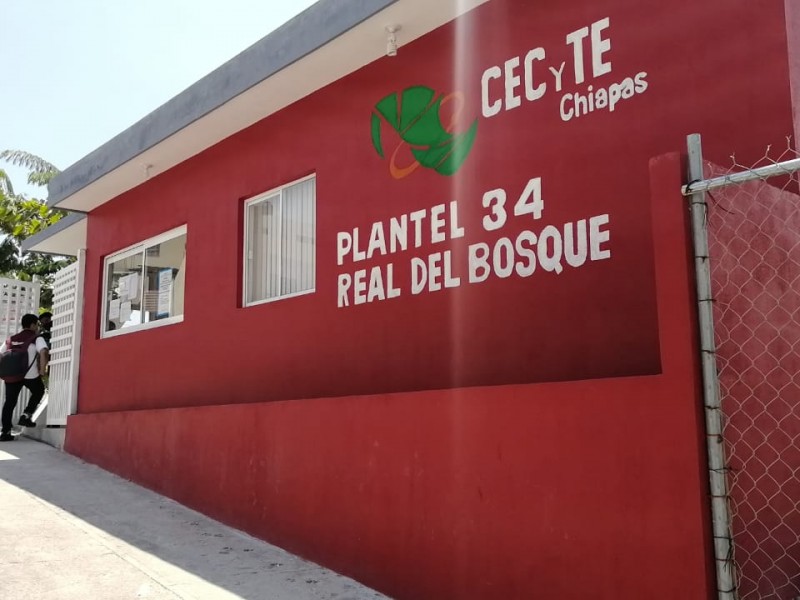 CECyTE
Chiapas
PLANTEL 34
REAL DEL BOSQUE